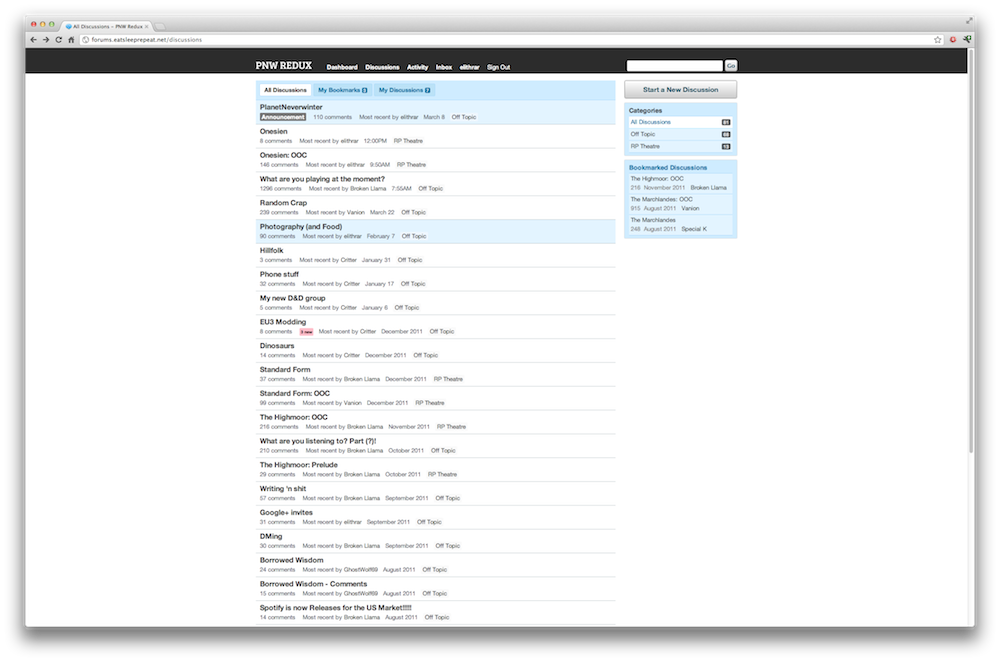 All Discussions - PNW Redux
forums.eatsleeprepeat.net/discussions
PNW REDUX Dashboard Discussions Activity Inbox elithrar Sign Out Go
All Discussions My Bookmarks 3 My Discussions 7
PlanetNeverwinter
Announcement 110 comments Most recent by elithrar March 8 Off Topic
Onesien
8 comments Most recent by elithrar 12:00PM RP Theatre
Onesien: OOC
146 comments Most recent by elithrar 9:50AM RP Theatre
What are you playing at the moment?
1296 comments Most recent by Broken Llama 7:55AM Off Topic
Random Crap
239 comments Most recent by Vanion March 22 Off Topic
Photography (and Food)
90 comments Most recent by elithrar February 7 Off Topic
Hillfolk
3 comments Most recent by Critter January 31 Off Topic
Phone stuff
32 comments Most recent by Critter January 17 Off Topic
My new D&D group
5 comments Most recent by Critter January 6 Off Topic
EU3 Modding
8 comments new Most recent by Critter December 2011 Off Topic
Dinosaurs
14 comments Most recent by Critter December 2011 Off Topic
Standard Form
37 comments Most recent by Broken Llama December 2011 RP Theatre
Standard Form: OOC
99 comments Most recent by Vanion December 2011 RP Theatre
The Highmoor: OOC
216 comments Most recent by Broken Llama November 2011 RP Theatre
What are you listening to? Part (?)!
210 comments Most recent by Broken Llama October 2011 Off Topic
The Highmoor: Prelude
29 comments Most recent by Broken Llama October 2011 RP Theatre
Writing 'n shit
57 comments Most recent by Broken Llama September 2011 Off Topic
Google+ invites
31 comments Most recent by elithrar September 2011 Off Topic
DMing
30 comments Most recent by Broken Llama September 2011 Off Topic
Borrowed Wisdom
24 comments Most recent by GhostWolf69 August 2011 Off Topic
Borrowed Wisdom - Comments
15 comments Most recent by GhostWolf69 August 2011 Off Topic
Spotify is now Releases for the US Market!!!!!
14 comments Most recent by Broken Llama August 2011 Off Topic
Start a New Discussion
Categories
All Discussions 81
Off Topic 68
RP Theatre 13
Bookmarked Discussions
The Highmoor: OOC
216 November 2011 Broken Llama
The Marchlandes: OOC
915 August 2011 Vanion
The Marchlandes
248 August 2011 Special K